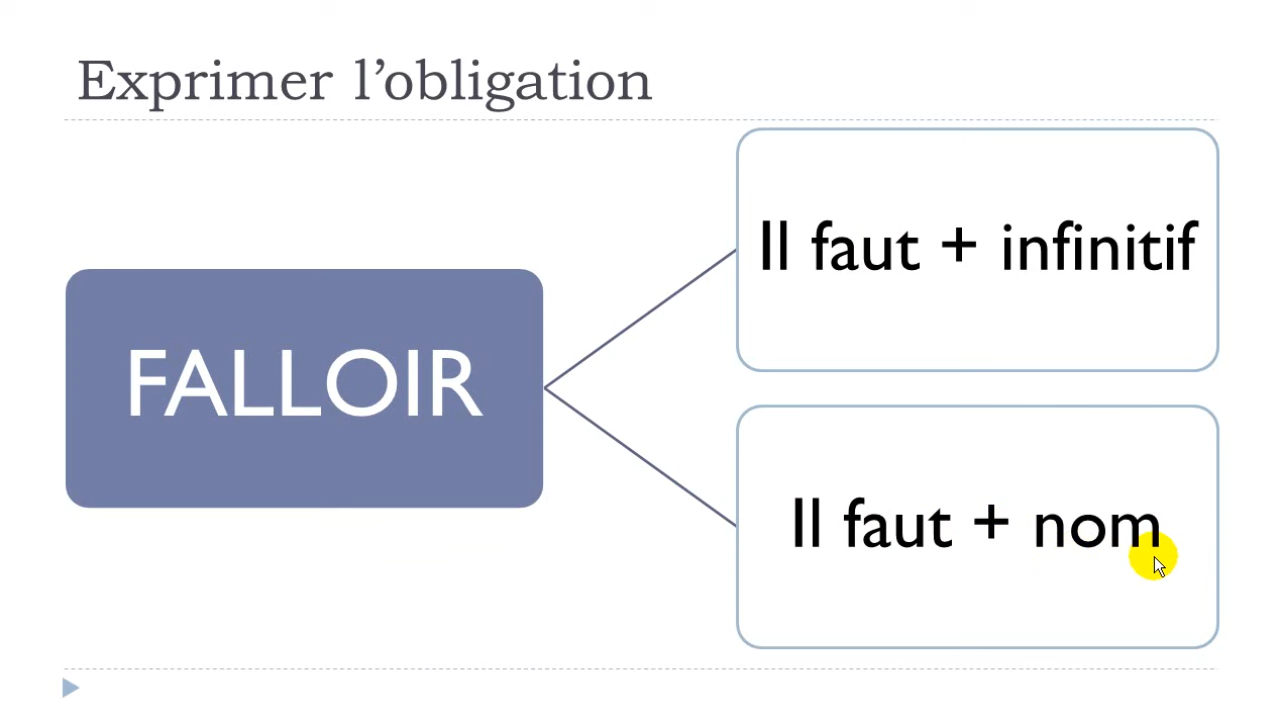 Exprimer l’obligation
FALLOIR
Il faut + infinitif
Il faut + nom